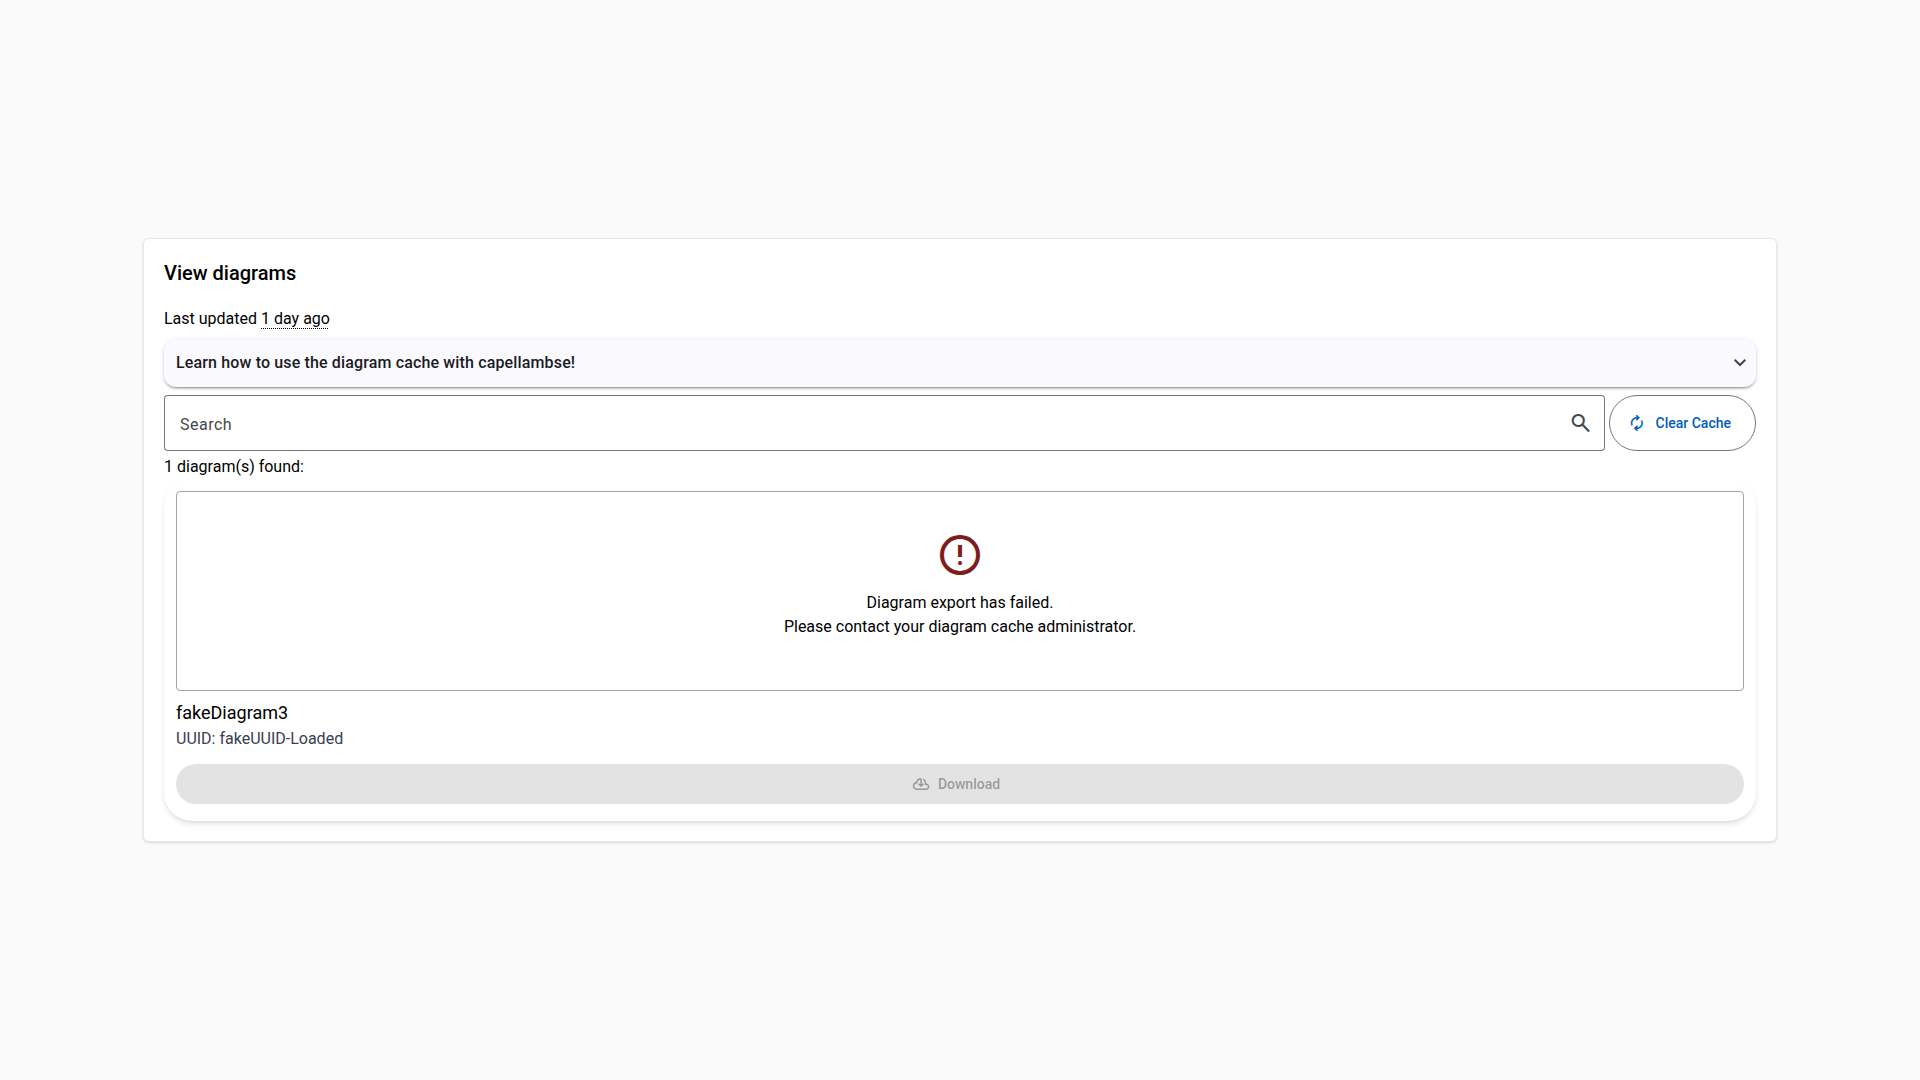 View diagrams
Last updated 1 day ago
Learn how to use the diagram cache with capellambse!
Search
Clear Cache
1 diagram(s) found:
Diagram export has failed.
Please contact your diagram cache administrator.
fakeDiagram3
UUID: fakeUUID-Loaded
Download